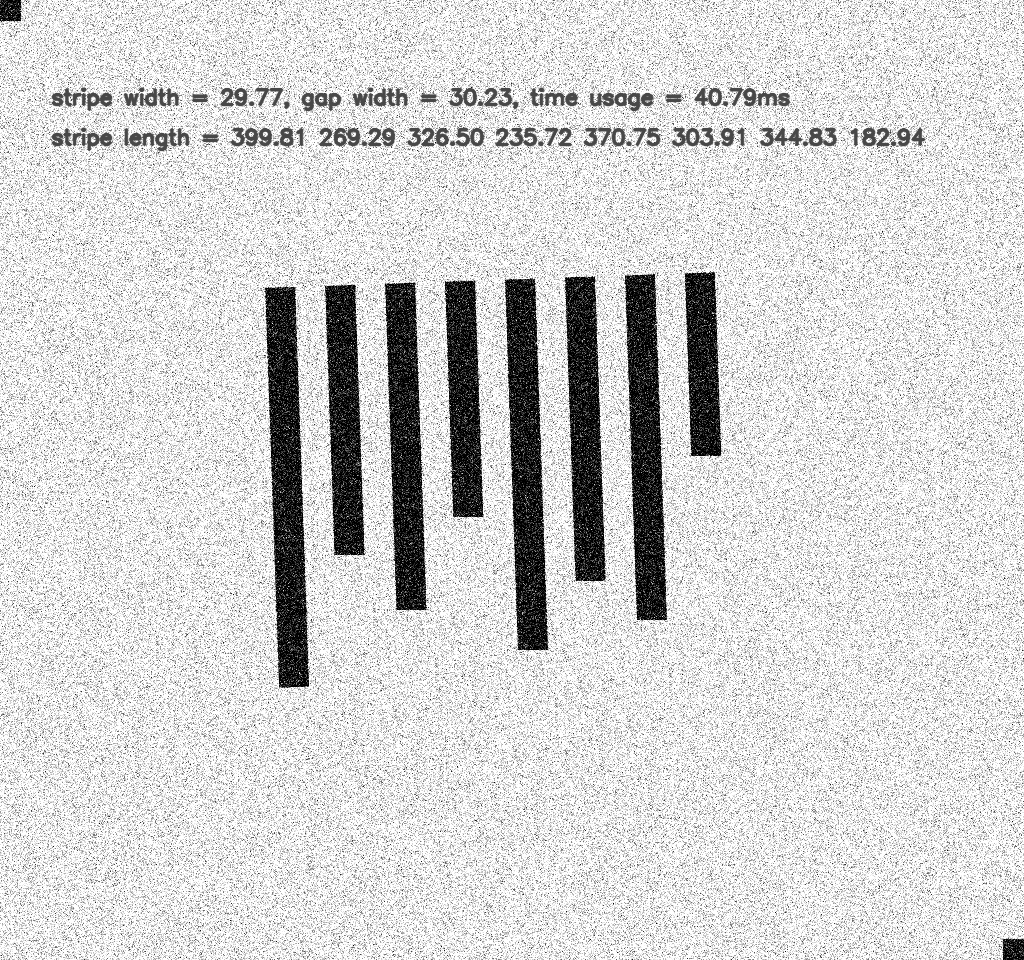 stripe width = 29.77, gap width = 30.23, time usage = 40.79ms
stripe length = 399.81 269.29 326.50 235.72 370.75 303.91 344.83 182.94